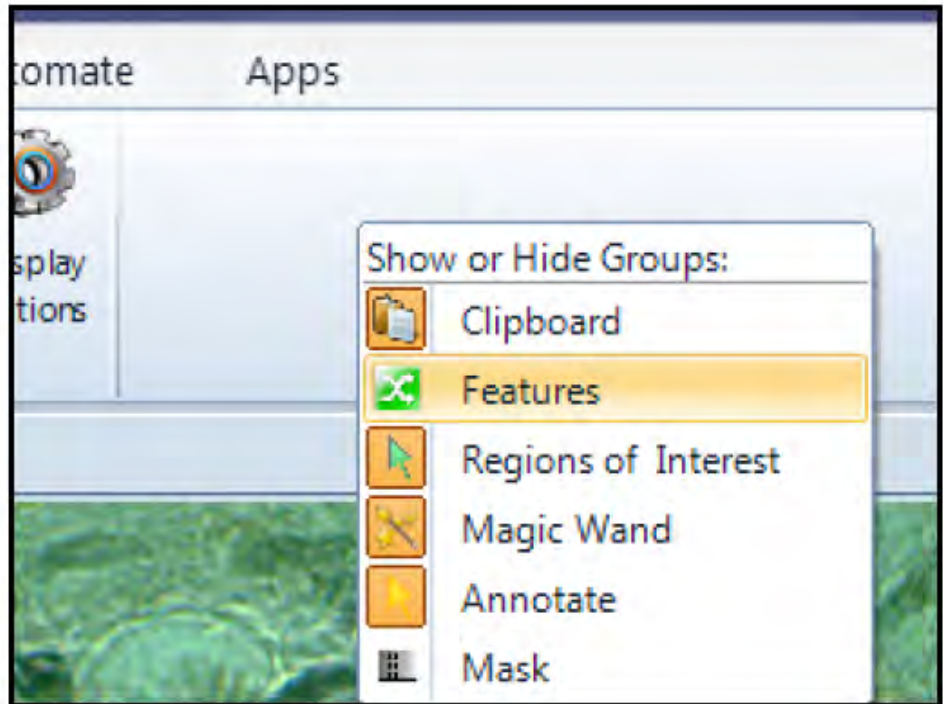 tomate Apps
splay
tions
Show or Hide Groups:
Clipboard
Features
Regions of Interest
Magic Wand
Annotate
Mask